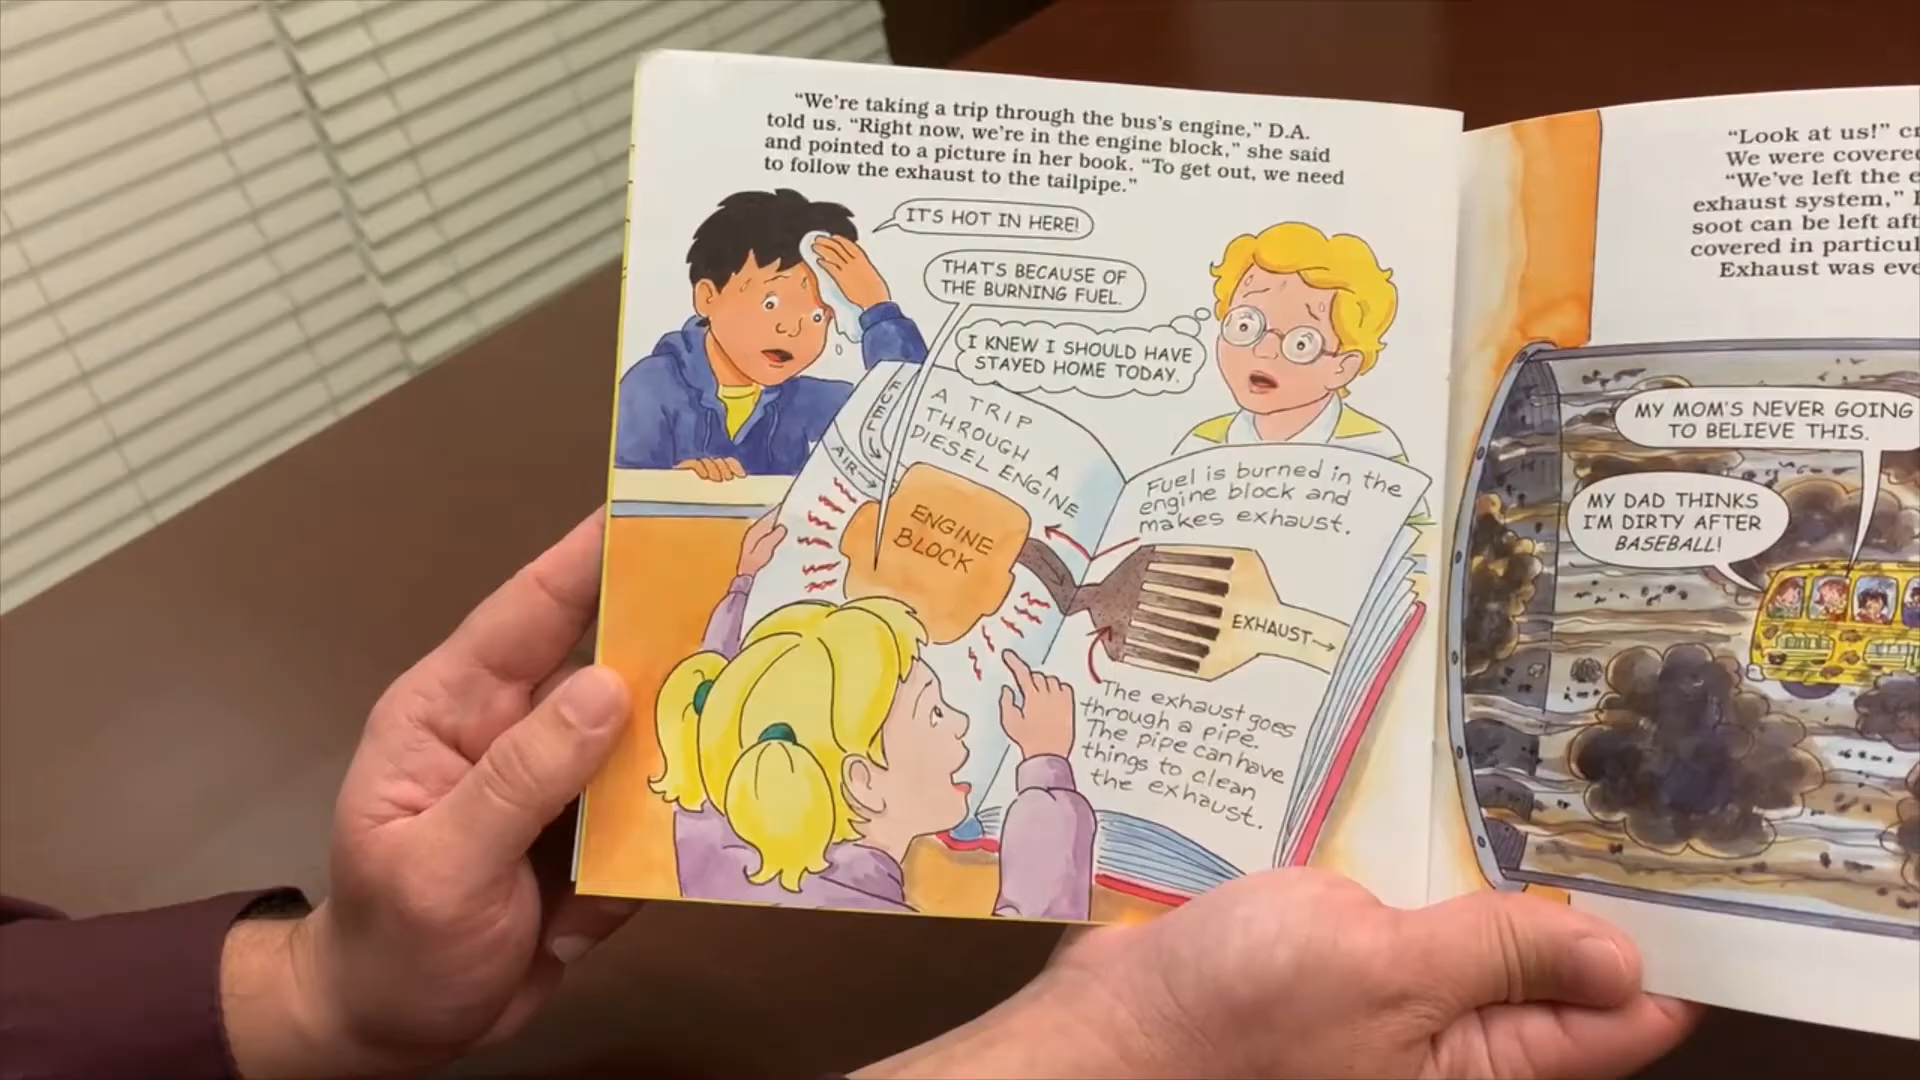 “We’re taking a trip through the bus’s engine,” D.A.
told us. “Right now, we’re in the engine block,” she said
and pointed to a picture in her book. “To get out, we need
to follow the exhaust to the tailpipe.”
IT'S HOT IN HERE!
THAT'S BECAUSE OF
THE BURNING FUEL.
I KNEW I SHOULD HAVE
STAYED HOME TODAY.
FUEL
AIR
A TRIP
THROUGH A
DIESEL ENGINE
ENGINE
BLOCK
Fuel is burned in the
engine block and
makes exhaust.
EXHAUST
The exhaust goes
through a pipe.
The pipe can have
things to clean
the exhaust.
“Look at us!”
We were
“We’ve left the
exhaust system,”
soot can be left
covered in
Exhaust was
MY MOM'S NEVER GOING
TO BELIEVE THIS.
MY DAD THINKS
I'M DIRTY AFTER
BASEBALL!